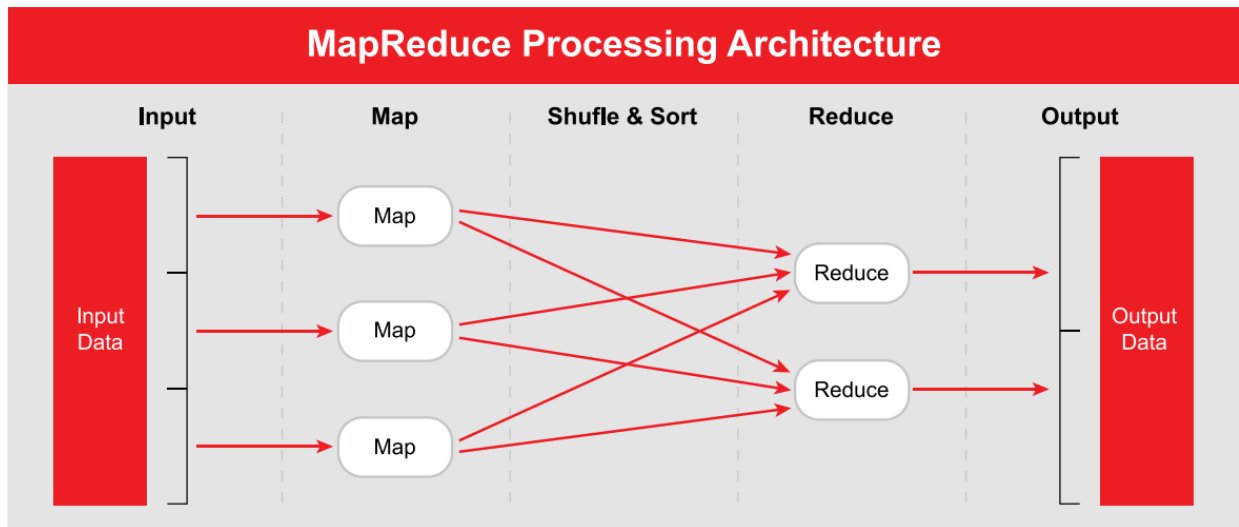 MapReduce Processing Architecture
Input
Map
Shufle & Sort
Reduce
Output
Input
Data
Map
Map
Map
Reduce
Reduce
Output
Data